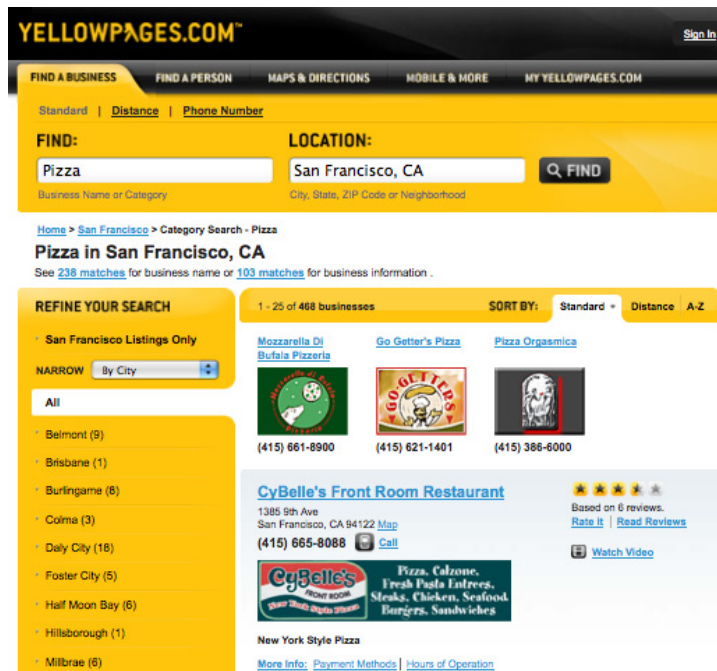 YELLOWPAGES.COM™
Sign In
FIND A BUSINESS FIND A PERSON MAPS & DIRECTIONS MOBILE & MORE MY YELLOWPAGES.COM
Standard | Distance | Phone Number
FIND: LOCATION:
Pizza San Francisco, CA FIND
Business Name or Category City, State, ZIP Code or Neighborhood
Home > San Francisco > Category Search - Pizza
Pizza in San Francisco, CA
See 238 matches for business name or 103 matches for business information .
REFINE YOUR SEARCH
San Francisco Listings Only
NARROW By City
All
Belmont (9)
Brisbane (1)
Burlingame (8)
Colma (3)
Daly City (18)
Foster City (5)
Half Moon Bay (6)
Hillsborough (1)
Millbrae (6)
1 - 25 of 468 businesses SORT BY: Standard Distance A-Z
Mozzarella Di
Bufala Pizzeria
Go Getter's Pizza
Pizza Orgasmica
Mozzarella di Bufala
Pizzeria
GO-GETTERS
(415) 661-8900 (415) 621-1401 (415) 386-6000
CyBelle's Front Room Restaurant
1385 9th Ave
San Francisco, CA 94122 Map
(415) 665-8088 Call
Based on 6 reviews.
Rate It | Read Reviews
Watch Video
CyBelle's
FRONT ROOM
New York Style Pizza
Pizza, Calzone,
Fresh Pasta Entrees,
Steaks, Chicken, Seafood
Burgers, Sandwiches
New York Style Pizza
More Info: Payment Methods | Hours of Operation